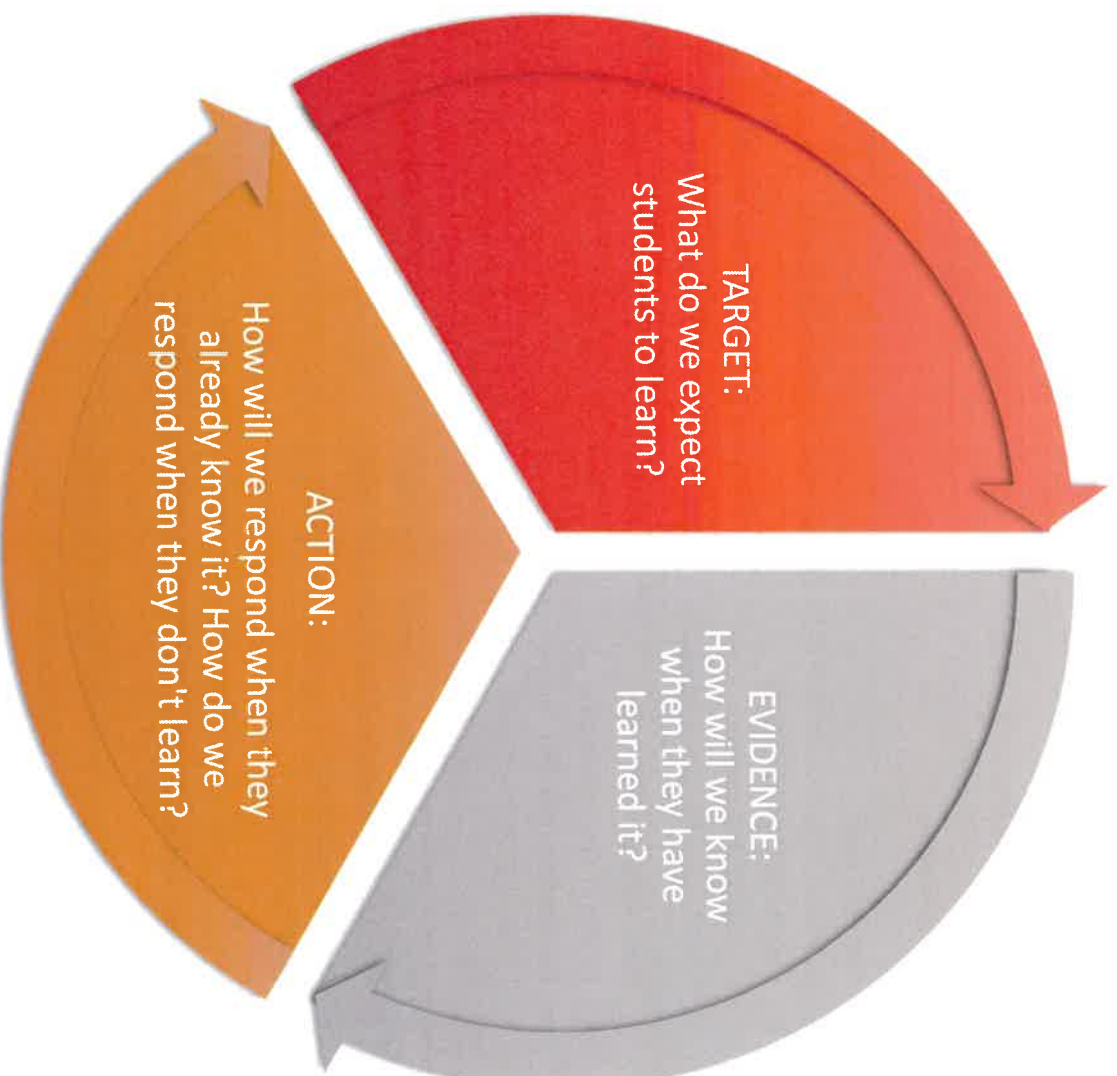 TARGET:
What do we expect
students to learn?
EVIDENCE:
How will we know
when they have
learned it?
ACTION:
How will we respond when they
already know it? How do we
respond when they don't learn?